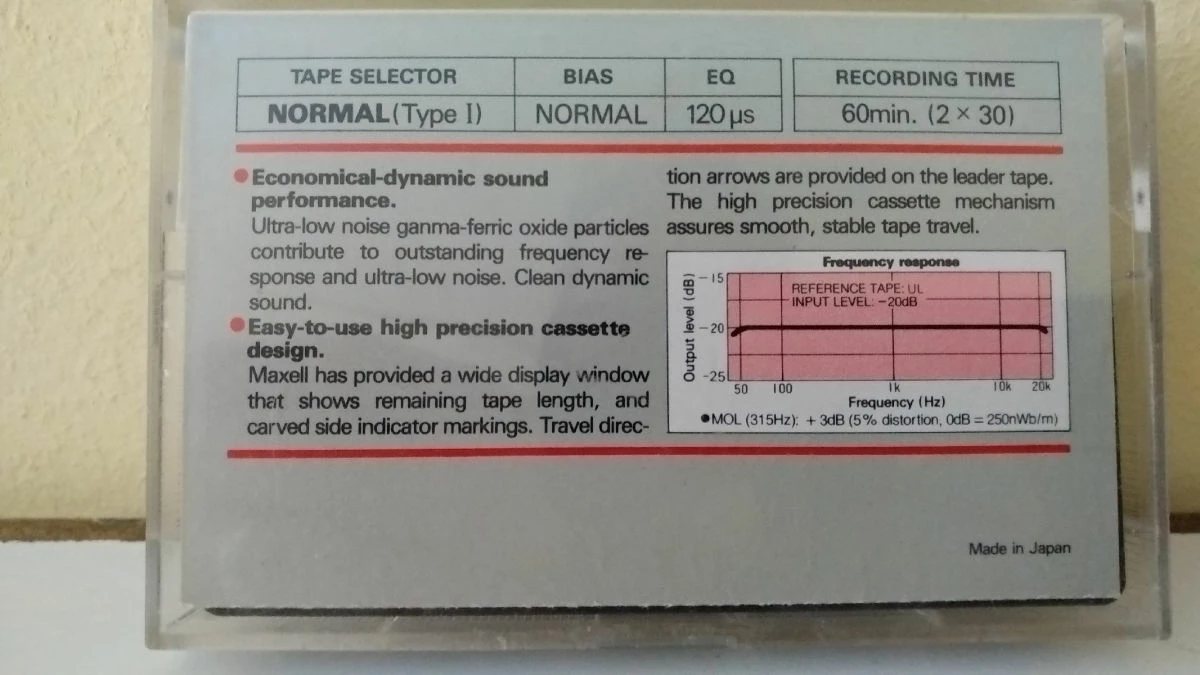 TAPE SELECTOR BIAS EQ RECORDING TIME
NORMAL(Type I) NORMAL 120μs 60min. (2 × 30)
●Economical-dynamic sound
performance.
Ultra-low noise ganma-ferric oxide particles
contribute to outstanding frequency re-
sponse and ultra-low noise. Clean dynamic
sound.
●Easy-to-use high precision cassette
design.
Maxell has provided a wide display window
that shows remaining tape length, and
carved side indicator markings. Travel direc-
tion arrows are provided on the leader tape.
The high precision cassette mechanism
assures smooth, stable tape travel.
Frequency response
Output level (dB)
−15
−20
−25
REFERENCE TAPE: UL
INPUT LEVEL: −20dB
50 100 1k 10k 20k
Frequency (Hz)
●MOL (315Hz): + 3dB (5% distortion, 0dB = 250nWb/m)
Made in Japan